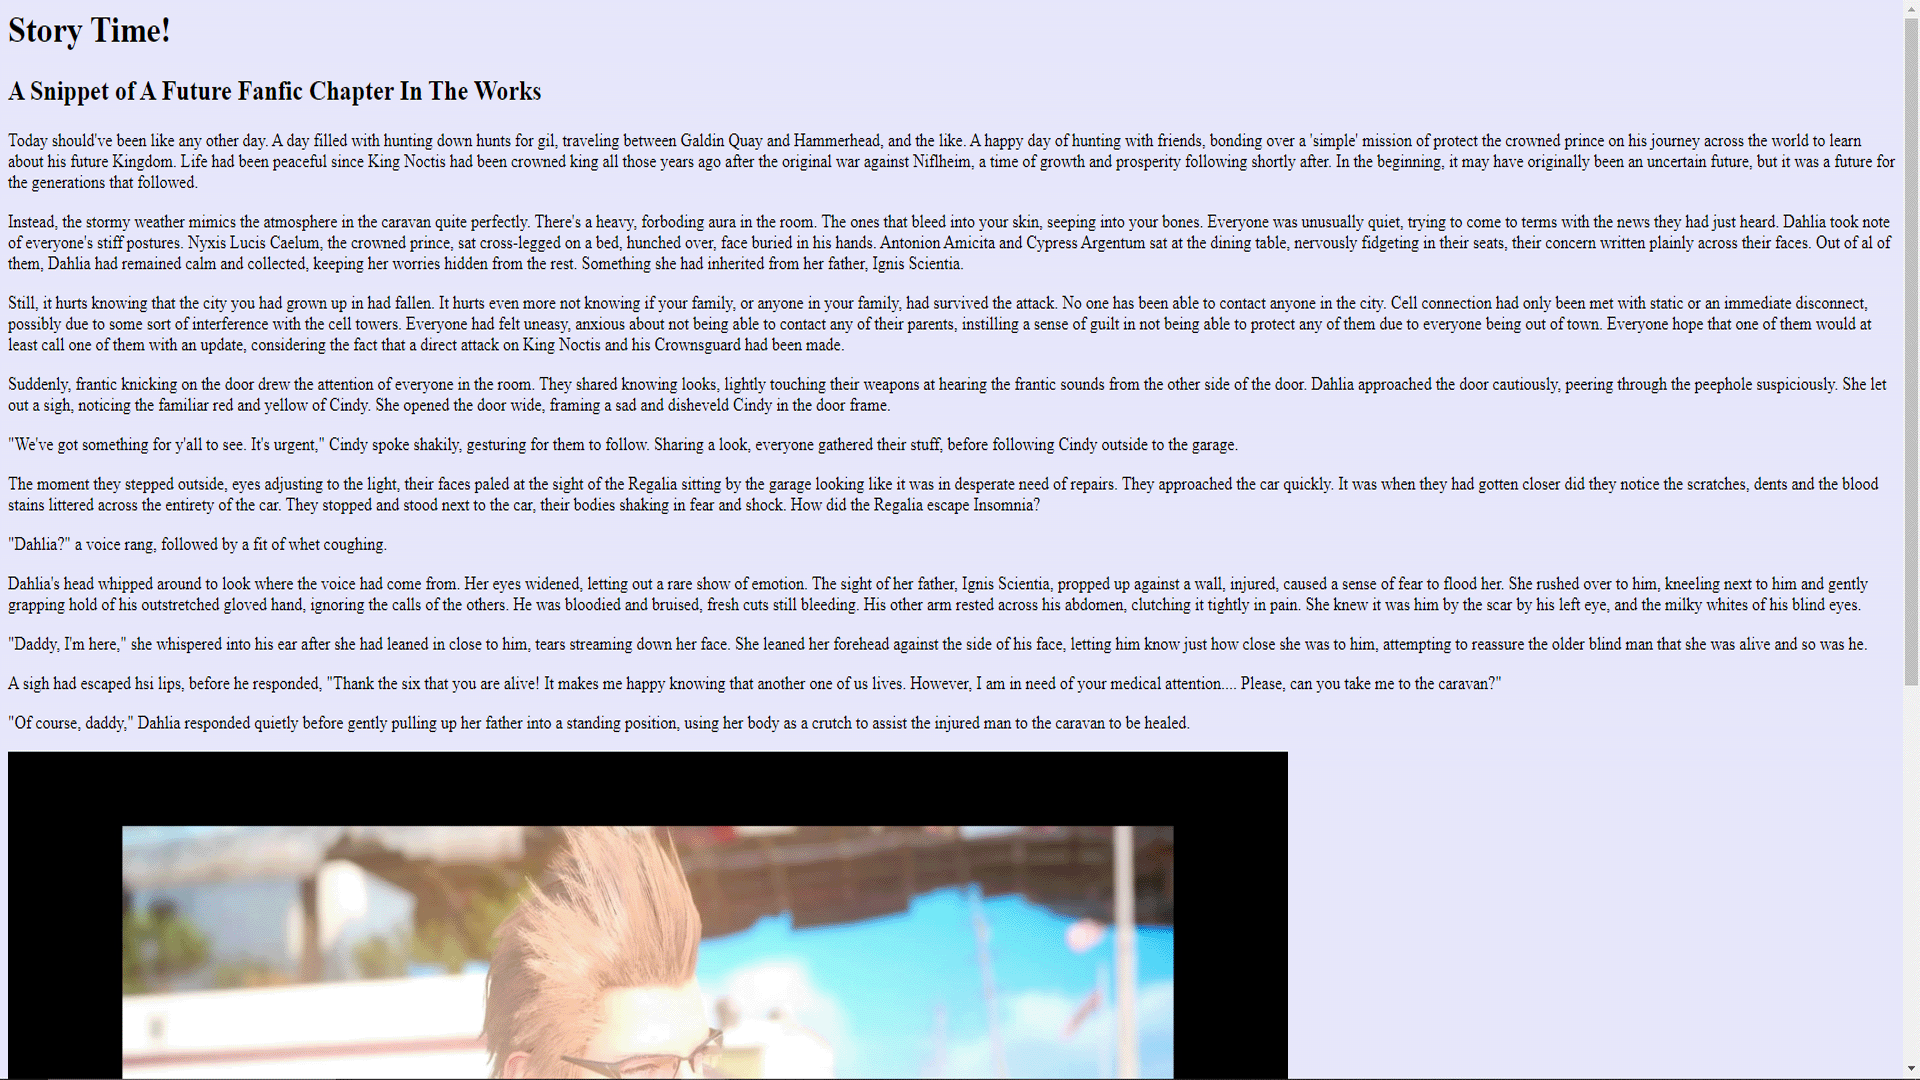 Story Time!
A Snippet of A Future Fanfic Chapter In The Works
Today should've been like any other day. A day filled with hunting down hunts for gil, traveling between Galdin Quay and Hammerhead, and the like. A happy day of hunting with friends, bonding over a 'simple' mission of protect the crowned prince on his journey across the world to learn
about his future Kingdom. Life had been peaceful since King Noctis had been crowned king all those years ago after the original war against Niflheim, a time of growth and prosperity following shortly after. In the beginning, it may have originally been an uncertain future, but it was a future for
the generations that followed.
Instead, the stormy weather mimics the atmosphere in the caravan quite perfectly. There's a heavy, forboding aura in the room. The ones that bleed into your skin, seeping into your bones. Everyone was unusually quiet, trying to come to terms with the news they had just heard. Dahlia took note
of everyone's stiff postures. Nyxis Lucis Caelum, the crowned prince, sat cross-legged on a bed, hunched over, face buried in his hands. Antonion Amicita and Cypress Argentum sat at the dining table, nervously fidgeting in their seats, their concern written plainly across their faces. Out of al of
them, Dahlia had remained calm and collected, keeping her worries hidden from the rest. Something she had inherited from her father, Ignis Scientia.
Still, it hurts knowing that the city you had grown up in had fallen. It hurts even more not knowing if your family, or anyone in your family, had survived the attack. No one has been able to contact anyone in the city. Cell connection had only been met with static or an immediate disconnect,
possibly due to some sort of interference with the cell towers. Everyone had felt uneasy, anxious about not being able to contact any of their parents, instilling a sense of guilt in not being able to protect any of them due to everyone being out of town. Everyone hope that one of them would at
least call one of them with an update, considering the fact that a direct attack on King Noctis and his Crownsguard had been made.
Suddenly, frantic knicking on the door drew the attention of everyone in the room. They shared knowing looks, lightly touching their weapons at hearing the frantic sounds from the other side of the door. Dahlia approached the door cautiously, peering through the peephole suspiciously. She let
out a sigh, noticing the familiar red and yellow of Cindy. She opened the door wide, framing a sad and disheveld Cindy in the door frame.
"We've got something for y'all to see. It's urgent," Cindy spoke shakily, gesturing for them to follow. Sharing a look, everyone gathered their stuff, before following Cindy outside to the garage.
The moment they stepped outside, eyes adjusting to the light, their faces paled at the sight of the Regalia sitting by the garage looking like it was in desperate need of repairs. They approached the car quickly. It was when they had gotten closer did they notice the scratches, dents and the blood
stains littered across the entirety of the car. They stopped and stood next to the car, their bodies shaking in fear and shock. How did the Regalia escape Insomnia?
"Dahlia?" a voice rang, followed by a fit of whet coughing.
Dahlia's head whipped around to look where the voice had come from. Her eyes widened, letting out a rare show of emotion. The sight of her father, Ignis Scientia, propped up against a wall, injured, caused a sense of fear to flood her. She rushed over to him, kneeling next to him and gently
grapping hold of his outstretched gloved hand, ignoring the calls of the others. He was bloodied and bruised, fresh cuts still bleeding. His other arm rested across his abdomen, clutching it tightly in pain. She knew it was him by the scar by his left eye, and the milky whites of his blind eyes.
"Daddy, I'm here," she whispered into his ear after she had leaned in close to him, tears streaming down her face. She leaned her forehead against the side of his face, letting him know just how close she was to him, attempting to reassure the older blind man that she was alive and so was he.
A sigh had escaped hsi lips, before he responded, "Thank the six that you are alive! It makes me happy knowing that another one of us lives. However, I am in need of your medical attention.... Please, can you take me to the caravan?"
"Of course, daddy," Dahlia responded quietly before gently pulling up her father into a standing position, using her body as a crutch to assist the injured man to the caravan to be healed.